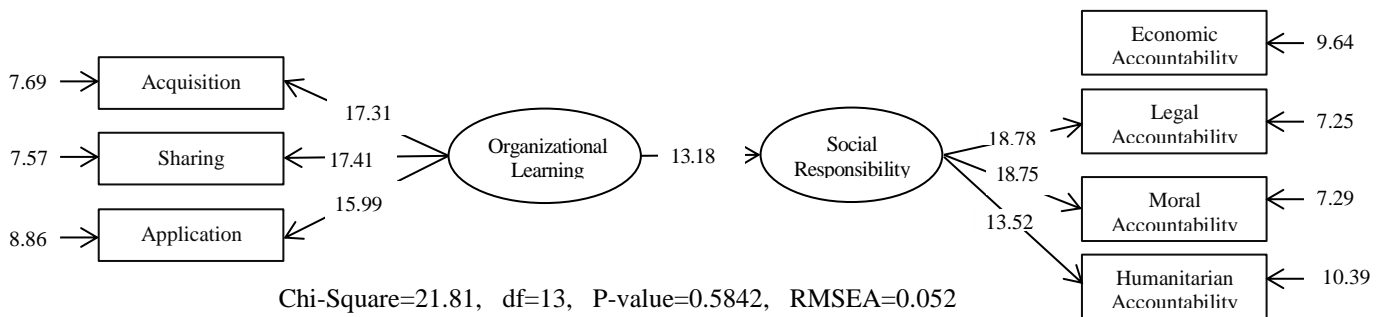 7.69
Acquisition
17.31
7.57
Sharing
17.41
8.86
Application
15.99
Organizational
Learning
13.18
Social
Responsibility
18.78
18.75
13.52
Economic
Accountability
9.64
Legal
Accountability
7.25
Moral
Accountability
7.29
Humanitarian
Accountability
10.39
Chi-Square=21.81, df=13, P-value=0.5842, RMSEA=0.052